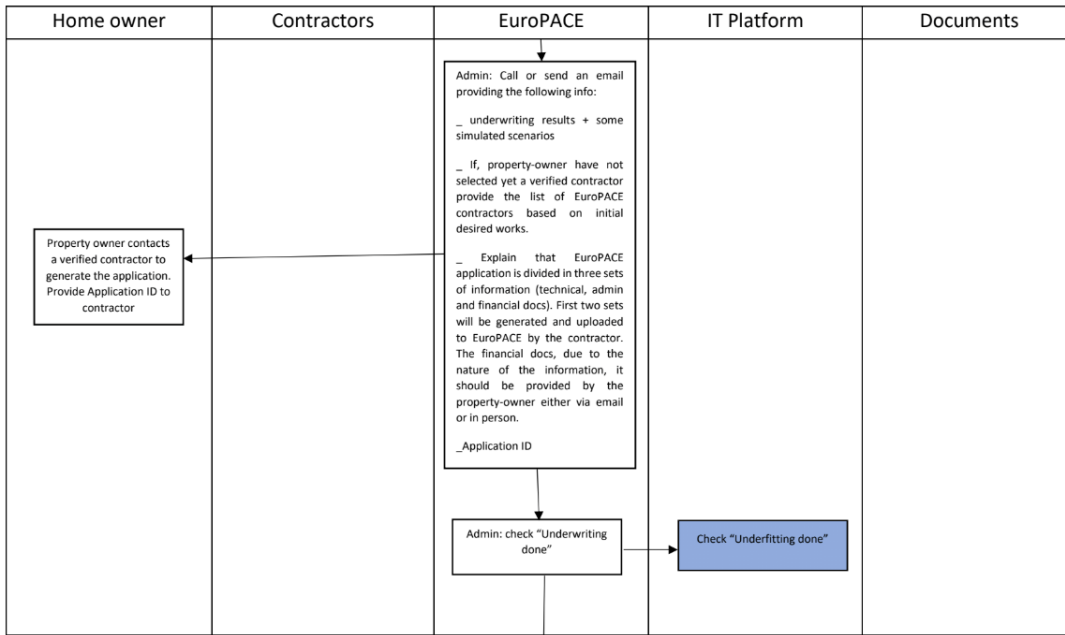 Home owner
Contractors
EuroPACE
IT Platform
Documents
Admin: Call or send an email
providing the following info:
_ underwriting results + some
simulated scenarios
_ If, property-owner have not
selected yet a verified contractor
provide the list of EuroPACE
contractors based on initial
desired works.
_ Explain that EuroPACE
application is divided in three sets
of information (technical, admin
and financial docs). First two sets
will be generated and uploaded
to EuroPACE by the contractor.
The financial docs, due to the
nature of the information, it
should be provided by the
property-owner either via email
or in person.
_Application ID
Property owner contacts
a verified contractor to
generate the application.
Provide Application ID to
contractor
Admin: check “Underwriting
done”
Check “Underfitting done”